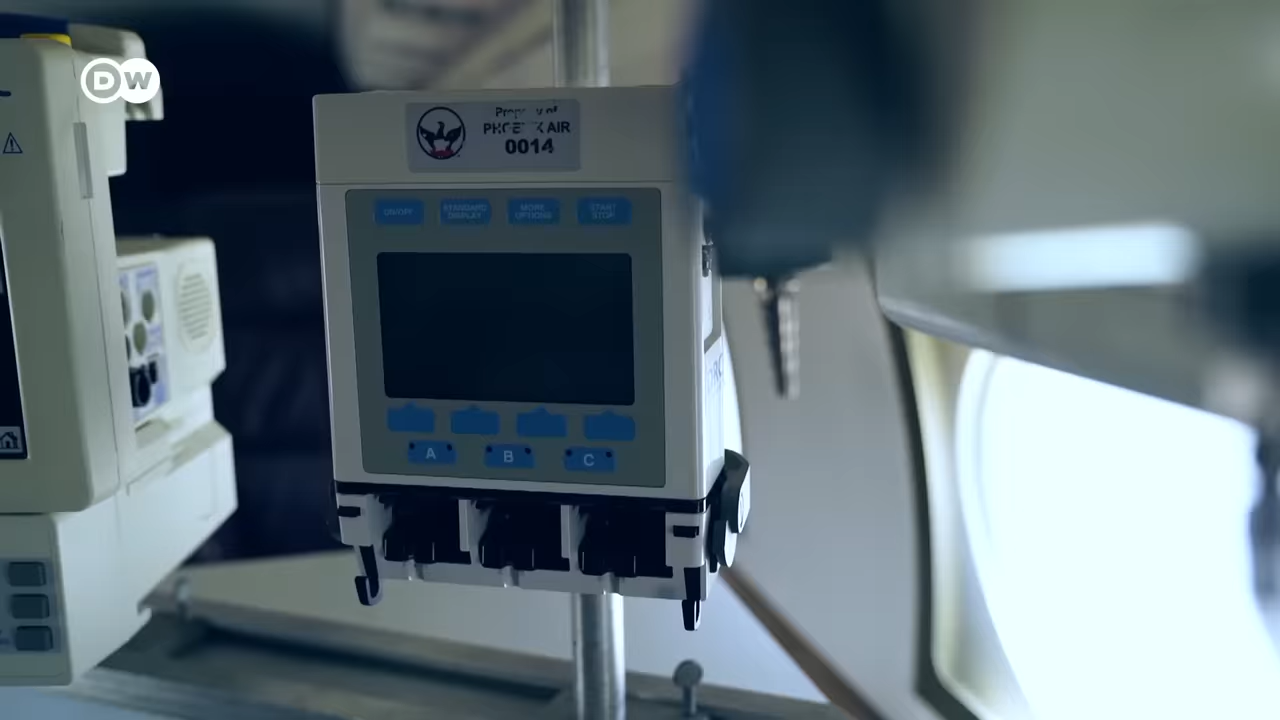 DW
Property of
PHOENIX AIR
0014
ON/OFF
STANDARD
DISPLAY
MORE
OPTIONS
START
STOP
A
B
C